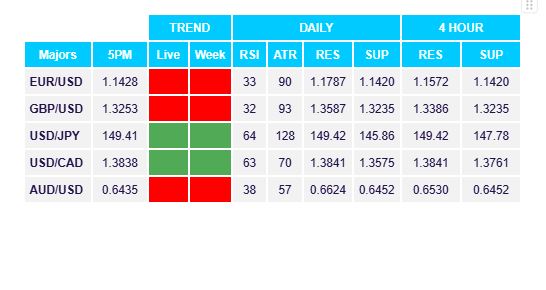 TREND DAILY 4 HOUR
Majors 5PM Live Week RSI ATR RES SUP RES SUP
EUR/USD 1.1428 33 90 1.1787 1.1420 1.1572 1.1420
GBP/USD 1.3253 32 93 1.3587 1.3235 1.3386 1.3235
USD/JPY 149.41 64 128 149.42 145.86 149.42 147.78
USD/CAD 1.3838 63 70 1.3841 1.3575 1.3841 1.3761
AUD/USD 0.6435 38 57 0.6624 0.6452 0.6530 0.6452